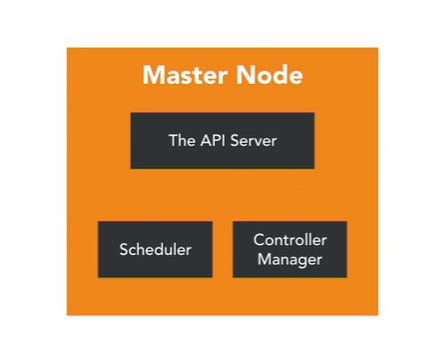 Master Node
The API Server
Scheduler
Controller
Manager